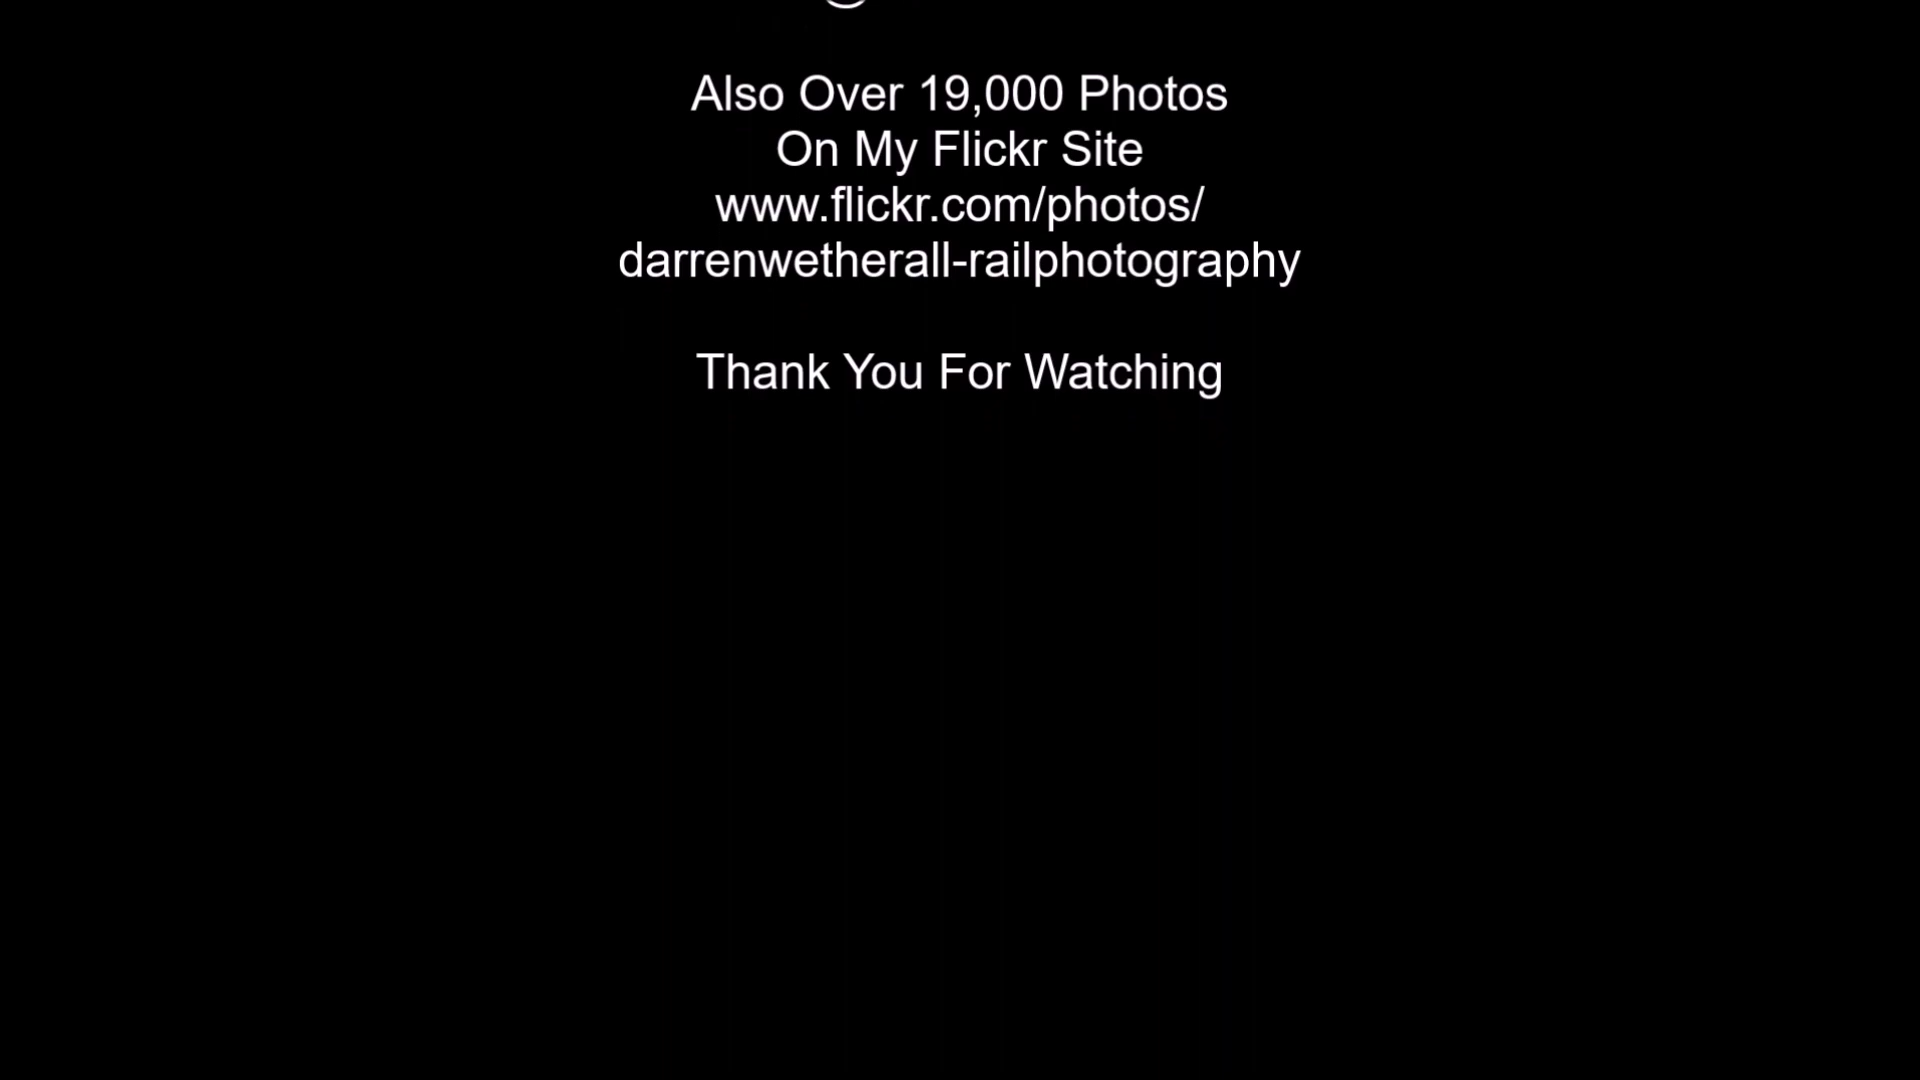 Also Over 19,000 Photos
On My Flickr Site
www.flickr.com/photos/
darrenwetherall-railphotography
Thank You For Watching